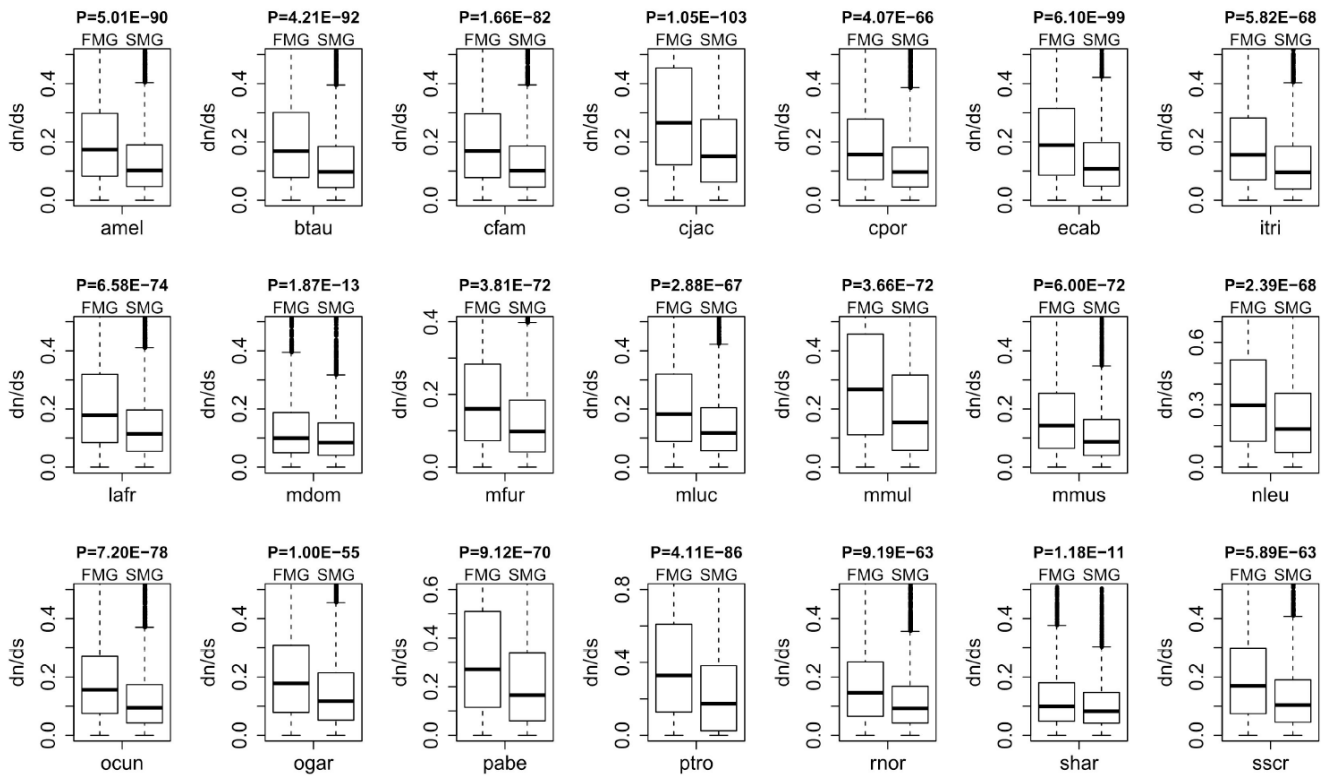 P=5.01E−90 P=4.21E−92 P=1.66E−82 P=1.05E−103 P=4.07E−66 P=6.10E−99 P=5.82E−68
FMG SMG FMG SMG FMG SMG FMG SMG FMG SMG FMG SMG FMG SMG
dn/ds 0.0 0.2 0.4 dn/ds 0.0 0.2 0.4 dn/ds 0.0 0.2 0.4 dn/ds 0.0 0.2 0.4 dn/ds 0.0 0.2 0.4 dn/ds 0.0 0.2 0.4 dn/ds 0.0 0.2 0.4
amel btau cfam cjac cpor ecab itri
P=6.58E−74 P=1.87E−13 P=3.81E−72 P=2.88E−67 P=3.66E−72 P=6.00E−72 P=2.39E−68
FMG SMG FMG SMG FMG SMG FMG SMG FMG SMG FMG SMG FMG SMG
dn/ds 0.0 0.2 0.4 dn/ds 0.0 0.2 0.4 dn/ds 0.0 0.2 0.4 dn/ds 0.0 0.2 0.4 dn/ds 0.0 0.2 0.4 dn/ds 0.0 0.2 0.4 dn/ds 0.0 0.3 0.6
lafr mdom mfur mluc mmul mmus nleu
P=7.20E−78 P=1.00E−55 P=9.12E−70 P=4.11E−86 P=9.19E−63 P=1.18E−11 P=5.89E−63
FMG SMG FMG SMG FMG SMG FMG SMG FMG SMG FMG SMG FMG SMG
dn/ds 0.0 0.2 0.4 dn/ds 0.0 0.2 0.4 dn/ds 0.0 0.2 0.4 0.6 dn/ds 0.0 0.4 0.8 dn/ds 0.0 0.2 0.4 dn/ds 0.0 0.2 0.4 dn/ds 0.0 0.2 0.4
ocun ogar pabe ptro rnor shar sscr